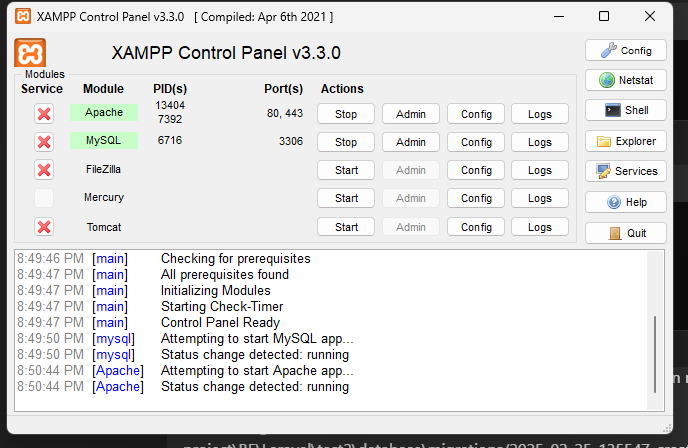 XAMPP Control Panel v3.3.0 [ Compiled: Apr 6th 2021 ]
XAMPP Control Panel v3.3.0
Config
Modules
Service Module PID(s) Port(s) Actions
Netstat
Apache 13404 7392 80, 443 Stop Admin Config Logs
Shell
MySQL 6716 3306 Stop Admin Config Logs
Explorer
FileZilla Start Admin Config Logs
Services
Mercury Start Admin Config Logs
Help
Tomcat Start Admin Config Logs
Quit
8:49:46 PM [main] Checking for prerequisites
8:49:47 PM [main] All prerequisites found
8:49:47 PM [main] Initializing Modules
8:49:47 PM [main] Starting Check-Timer
8:49:47 PM [main] Control Panel Ready
8:49:50 PM [mysql] Attempting to start MySQL app...
8:49:50 PM [mysql] Status change detected: running
8:50:44 PM [Apache] Attempting to start Apache app...
8:50:44 PM [Apache] Status change detected: running